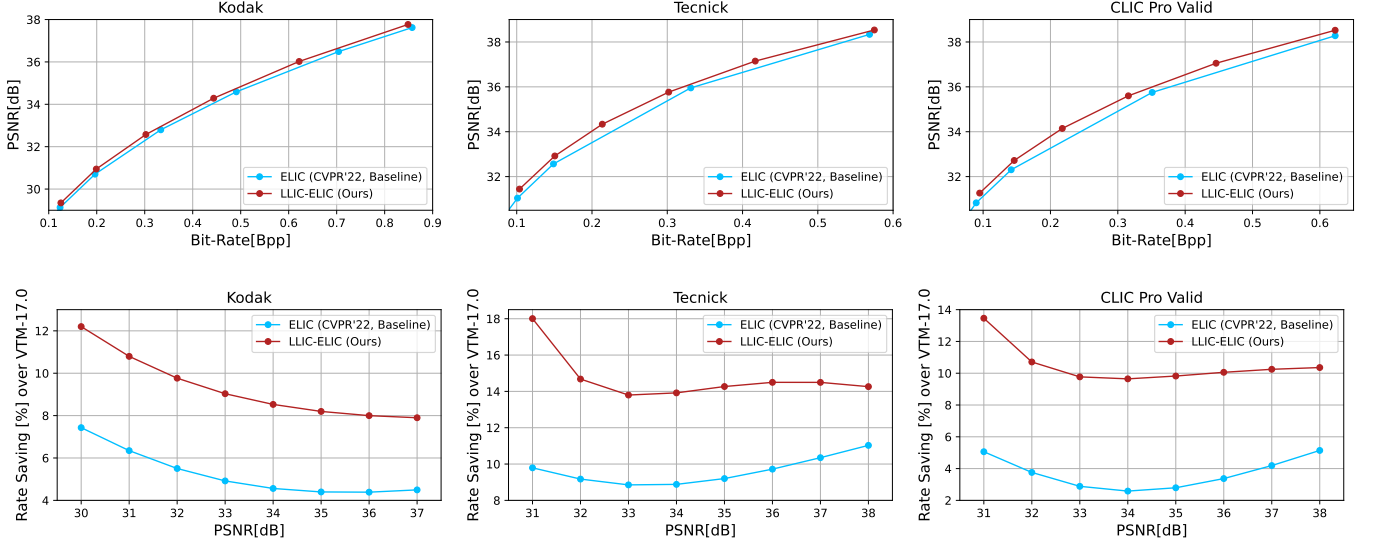 Kodak
PSNR[dB]
38
36
34
32
30
0.1 0.2 0.3 0.4 0.5 0.6 0.7 0.8 0.9
Bit-Rate[Bpp]
ELIC (CVPR'22, Baseline)
LLIC-ELIC (Ours)
Tecnick
PSNR[dB]
38
36
34
32
0.1 0.2 0.3 0.4 0.5 0.6
Bit-Rate[Bpp]
ELIC (CVPR'22, Baseline)
LLIC-ELIC (Ours)
CLIC Pro Valid
PSNR[dB]
38
36
34
32
0.1 0.2 0.3 0.4 0.5 0.6
Bit-Rate[Bpp]
ELIC (CVPR'22, Baseline)
LLIC-ELIC (Ours)
Kodak
Rate Saving [%] over VTM-17.0
12
10
8
6
4
30 31 32 33 34 35 36 37
PSNR[dB]
ELIC (CVPR'22, Baseline)
LLIC-ELIC (Ours)
Tecnick
Rate Saving [%] over VTM-17.0
18
16
14
12
10
8
31 32 33 34 35 36 37 38
PSNR[dB]
ELIC (CVPR'22, Baseline)
LLIC-ELIC (Ours)
CLIC Pro Valid
Rate Saving [%] over VTM-17.0
14
12
10
8
6
4
2
31 32 33 34 35 36 37 38
PSNR[dB]
ELIC (CVPR'22, Baseline)
LLIC-ELIC (Ours)